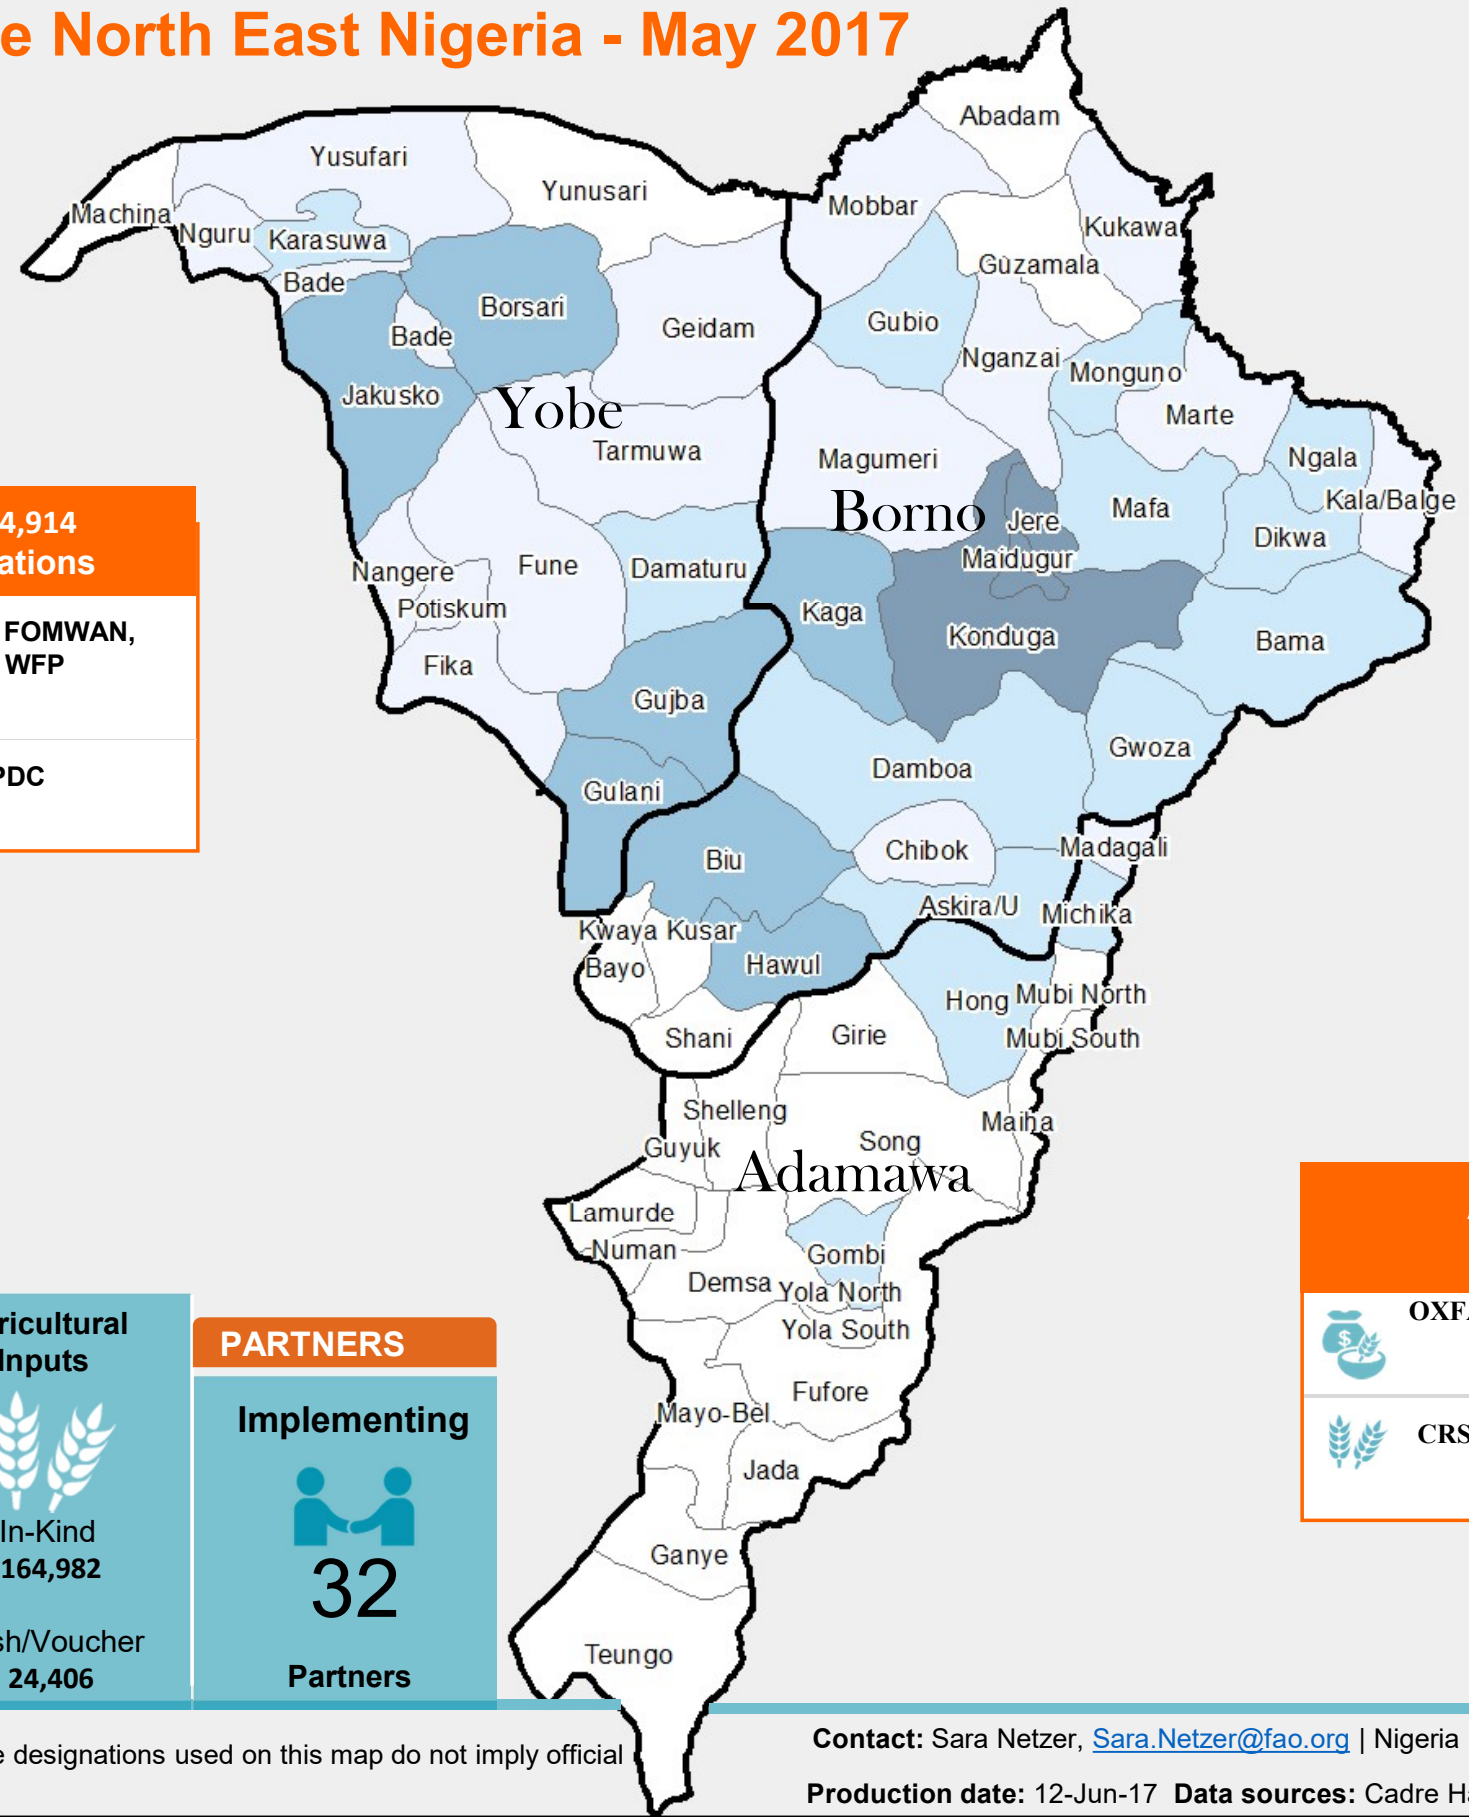 e North East Nigeria - May 2017
Abadam
Yusufari
Yunusari
Mobbar
Machina
Kukawa
Nguru
Karasuwa
Guzamala
Bade
Borsari
Gubio
Geidam
Bade
Nganzai
Monguno
Jakusko
Yobe
Marte
Tarmuwa
Magumeri
Ngala
Kala/Balge
Borno
Jere
Mafa
Dikwa
4,914
ations
Maidugur
Nangere
Fune
Damaturu
Potiskum
Kaga
Konduga
Bama
FOMWAN,
WFP
Fika
Gujba
Gwoza
Damboa
PDC
Gulani
Chibok
Madagali
Biu
Askira/U
Michika
Kwaya Kusar
Bayo
Hawul
Hong
Mubi North
Shani
Girie
Mubi South
Shelleng
Maiha
Guyuk
Song
Adamawa
Lamurde
Numan
Gombi
Demsa
Yola North
Yola South
Fufore
Mayo-Bel
Jada
Ganye
Teungo
ricultural
Inputs
In-Kind
164,982
sh/Voucher
24,406
PARTNERS
Implementing
32
Partners
OXFA
CRS
e designations used on this map do not imply official
Contact: Sara Netzer, Sara.Netzer@fao.org | Nigeria
Production date: 12-Jun-17 Data sources: Cadre Ha